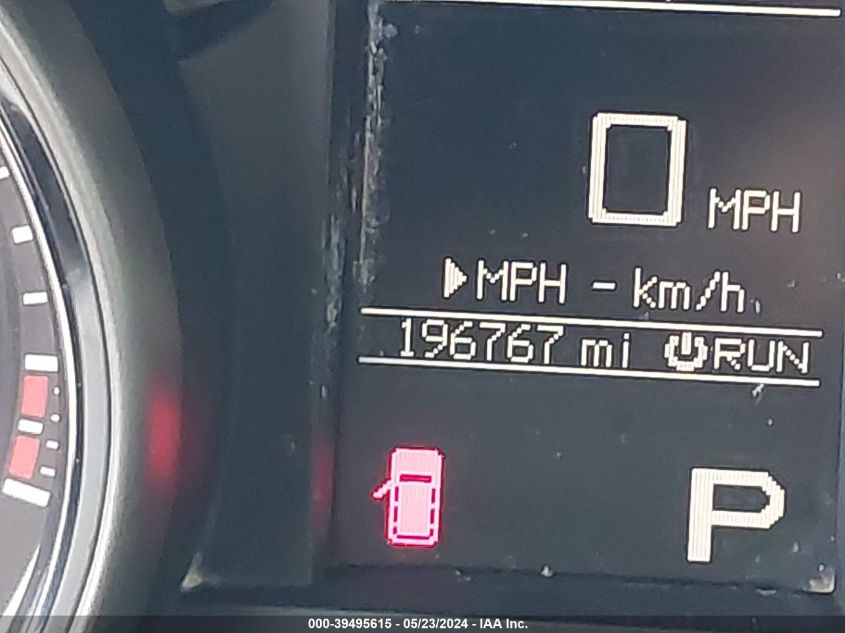 0 MPH
MPH - km/h
196767 mi RUN
P
000-39495615 - 05/23/2024 - IAA Inc.